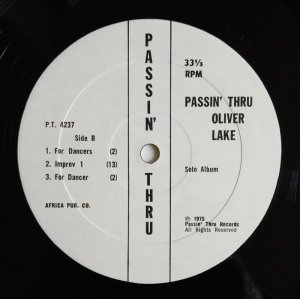 PASSIN' THRU
33⅓
RPM
PASSIN' THRU
OLIVER
LAKE
P.T. 4237
Side B
1. For Dancers (2)
2. Improv 1 (13)
3. For Dancer (2)
Solo Album
AFRICA PUB. CO.
℗ 1975
Passin' Thru Records
All Rights Reserved